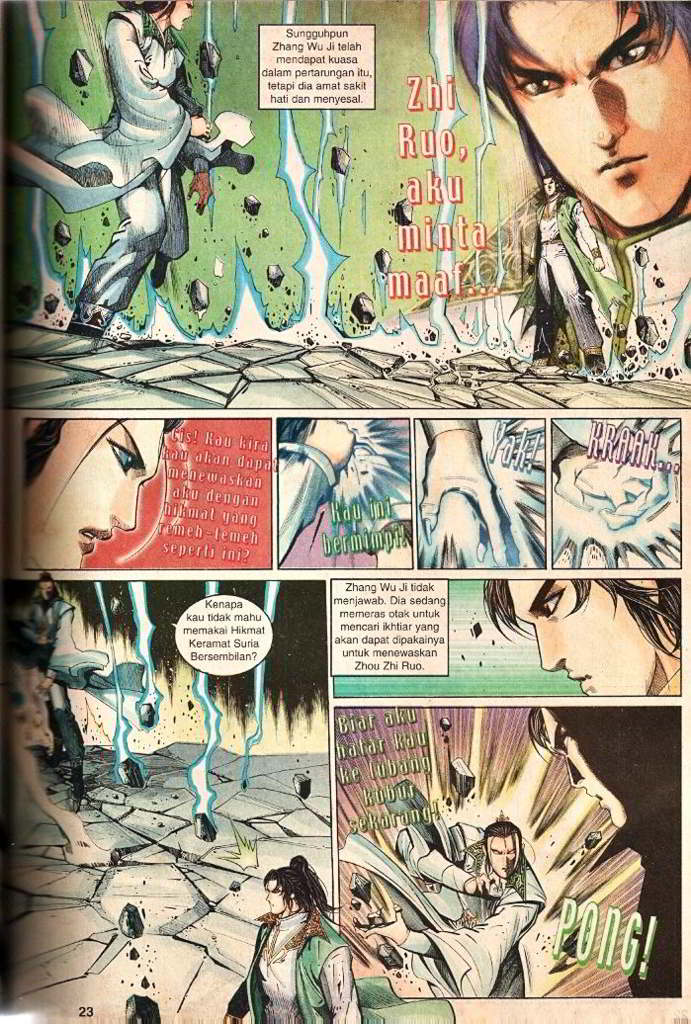 Sungguhpun
Zhang Wu Ji telah
mendapat kuasa
dalam pertarungan itu,
tetapi dia amat sakit
hati dan menyesal.
Zhi
Ruo,
aku
minta
maaf...
Cis! Kau kira
kau akan dapat
menewaskan
aku dengan
hikmat yang
remeh-temeh
seperti ini?
Kau ini
bermimpi!
KRAAK...
Kenapa
kau tidak mahu
memakai Hikmat
Keramat Suria
Bersembilan?
Zhang Wu Ji tidak
menjawab. Dia sedang
memeras otak untuk
mencari ikhtiar yang
akan dapat dipakainya
untuk menewaskan
Zhou Zhi Ruo.
Biar aku
hatar kau
ke lubang
kubur
sekarang!
PONG!
23